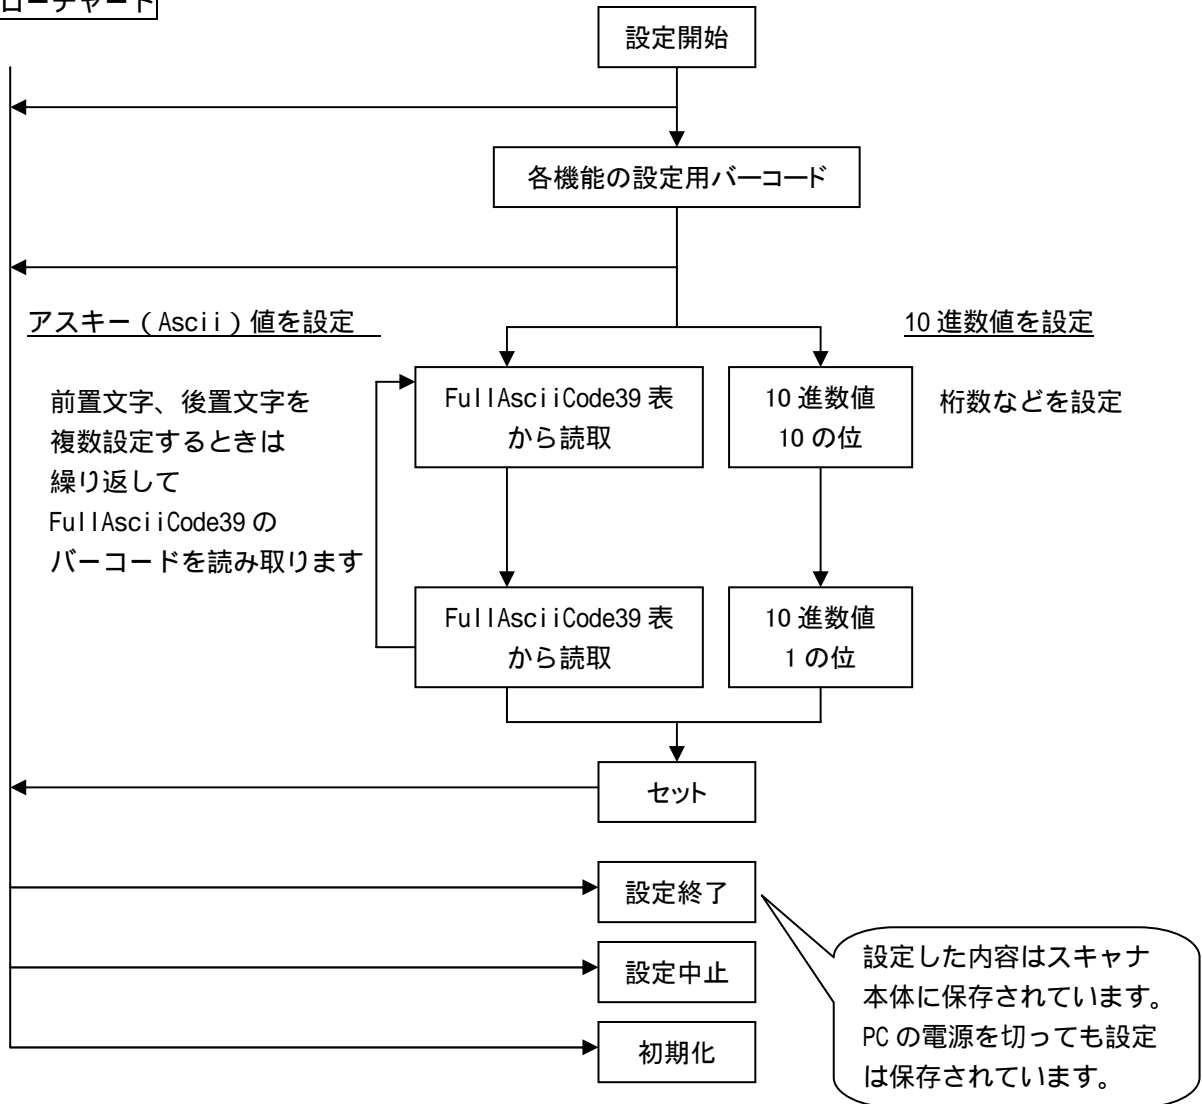 ローチャート
設定開始
各機能の設定用バーコード
アスキー（Ascii）値を設定
10進数値を設定
前置文字、後置文字を
複数設定するときは
繰り返して
FullAsciiCode39の
バーコードを読み取ります
FullAsciiCode39表
から読取
10進数値
10の位
桁数などを設定
FullAsciiCode39表
から読取
10進数値
1の位
セット
設定終了
設定中止
初期化
設定した内容はスキャナ
本体に保存されています。
PCの電源を切っても設定
は保存されています。